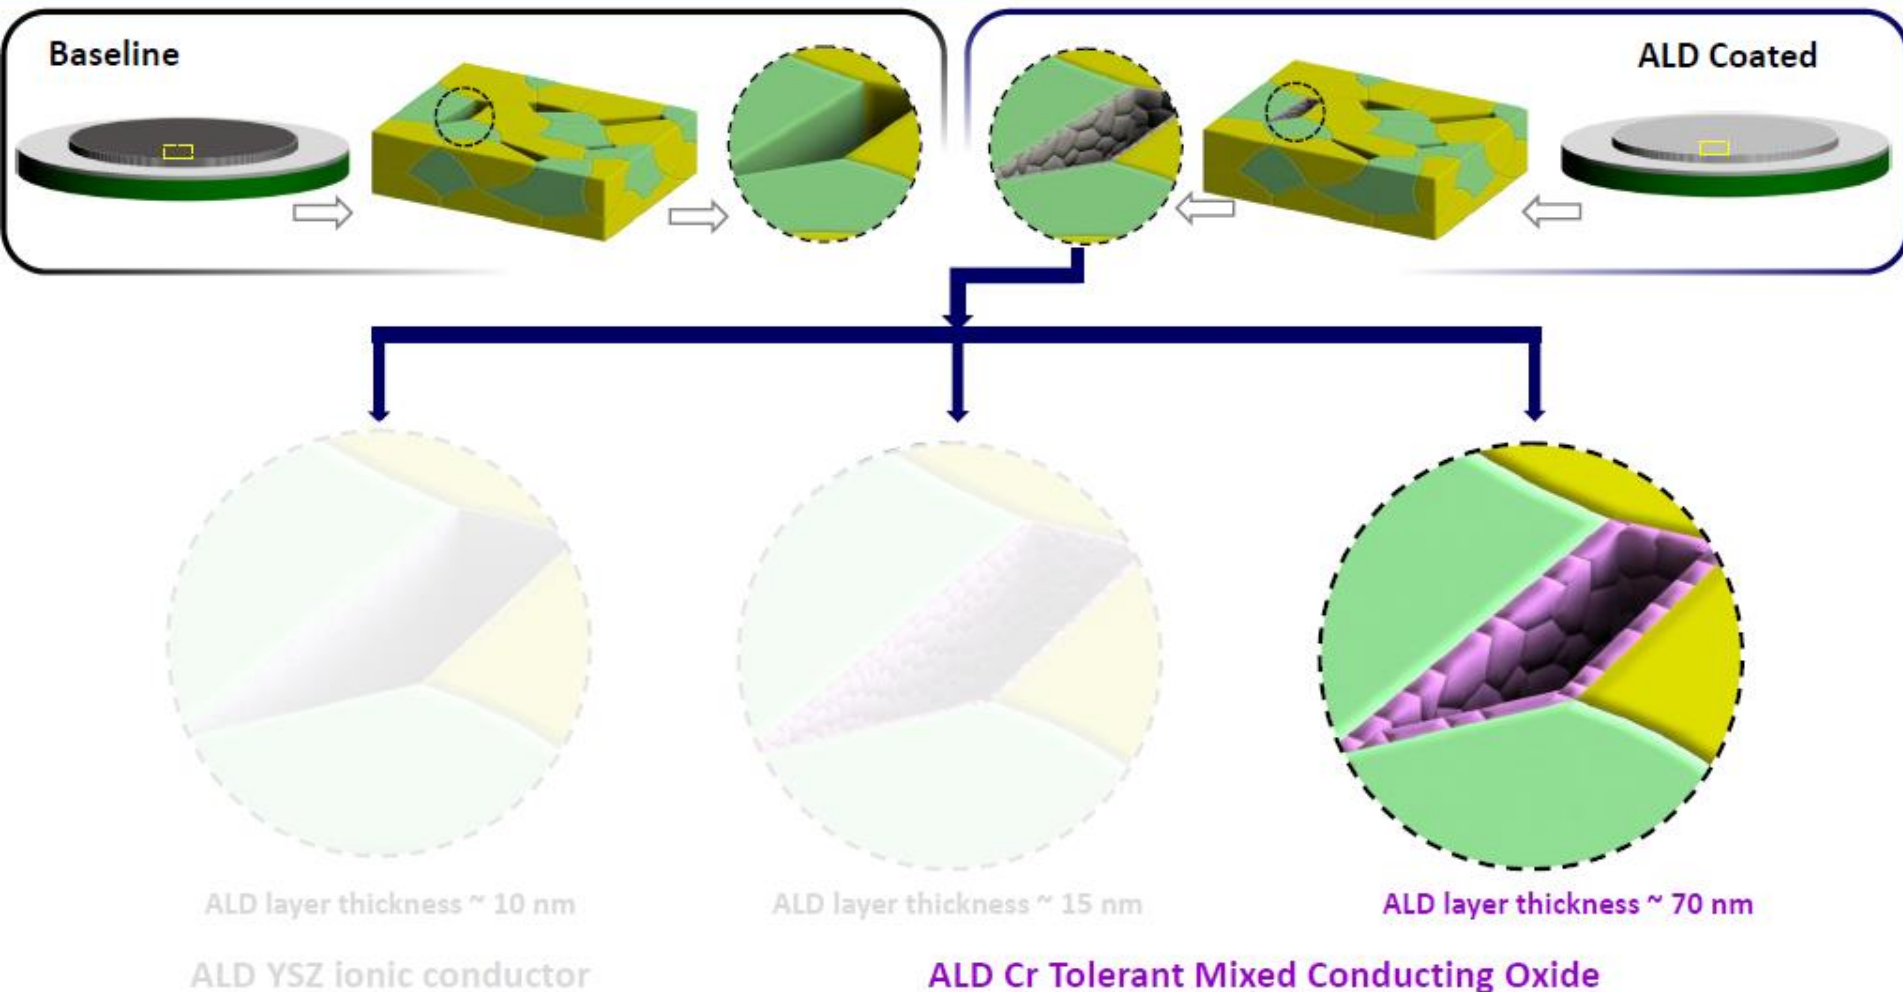 Baseline
ALD Coated
ALD layer thickness ~ 10 nm
ALD layer thickness ~ 15 nm
ALD layer thickness ~ 70 nm
ALD YSZ ionic conductor
ALD Cr Tolerant Mixed Conducting Oxide